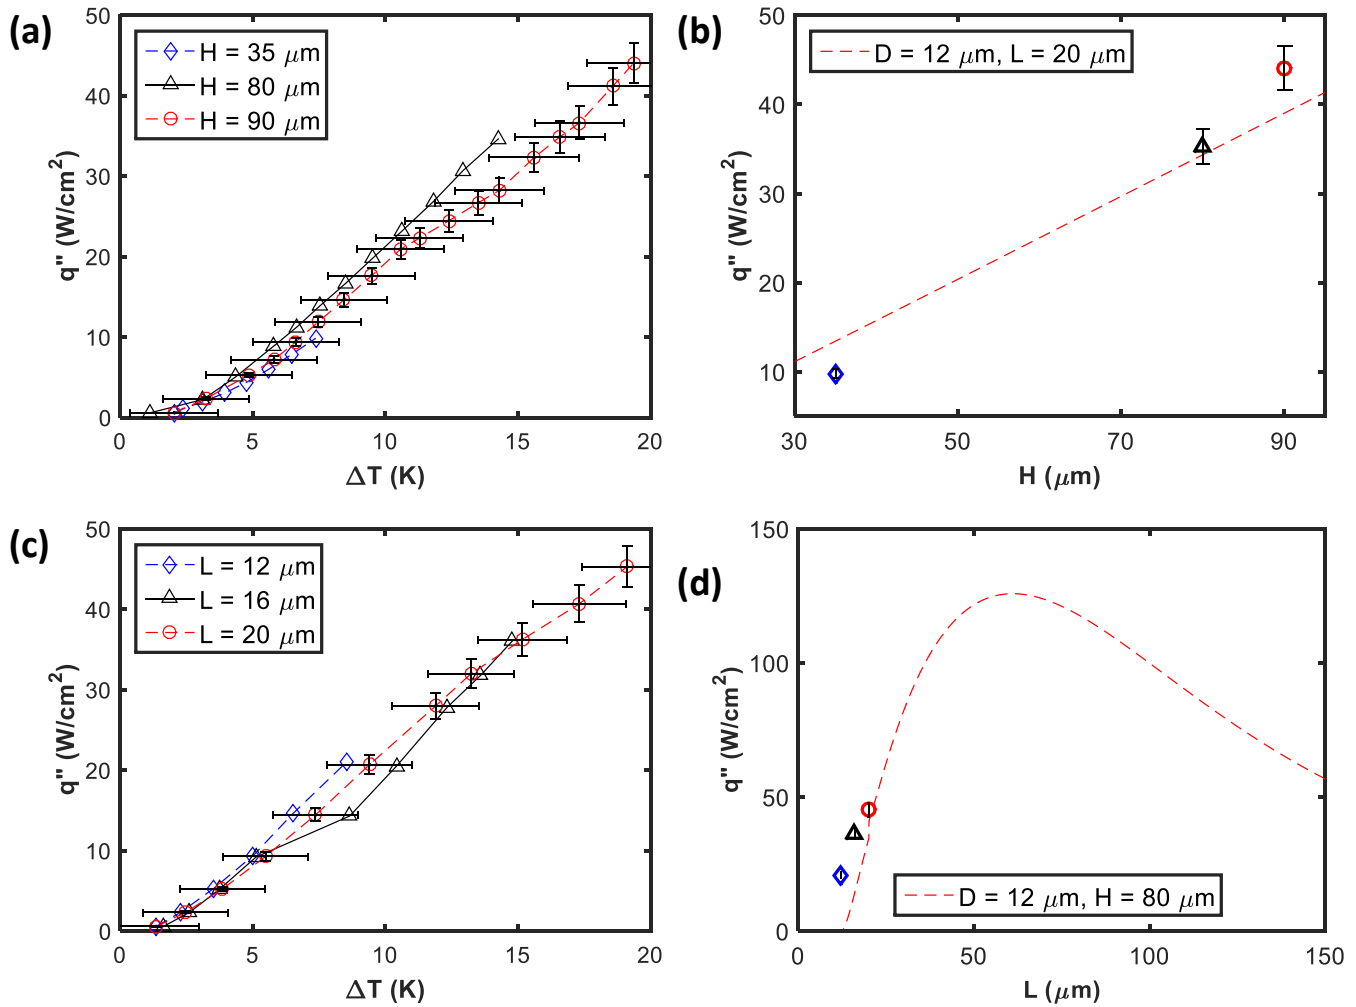 (a)
50
40
30
20
10
0
q" (W/cm²)
H = 35 μm
H = 80 μm
H = 90 μm
0 5 10 15 20
ΔT (K)
(b)
50
40
30
20
10
q" (W/cm²)
D = 12 μm, L = 20 μm
30 50 70 90
H (μm)
(c)
50
40
30
20
10
0
q" (W/cm²)
L = 12 μm
L = 16 μm
L = 20 μm
0 5 10 15 20
ΔT (K)
(d)
150
100
50
0
q" (W/cm²)
D = 12 μm, H = 80 μm
0 50 100 150
L (μm)